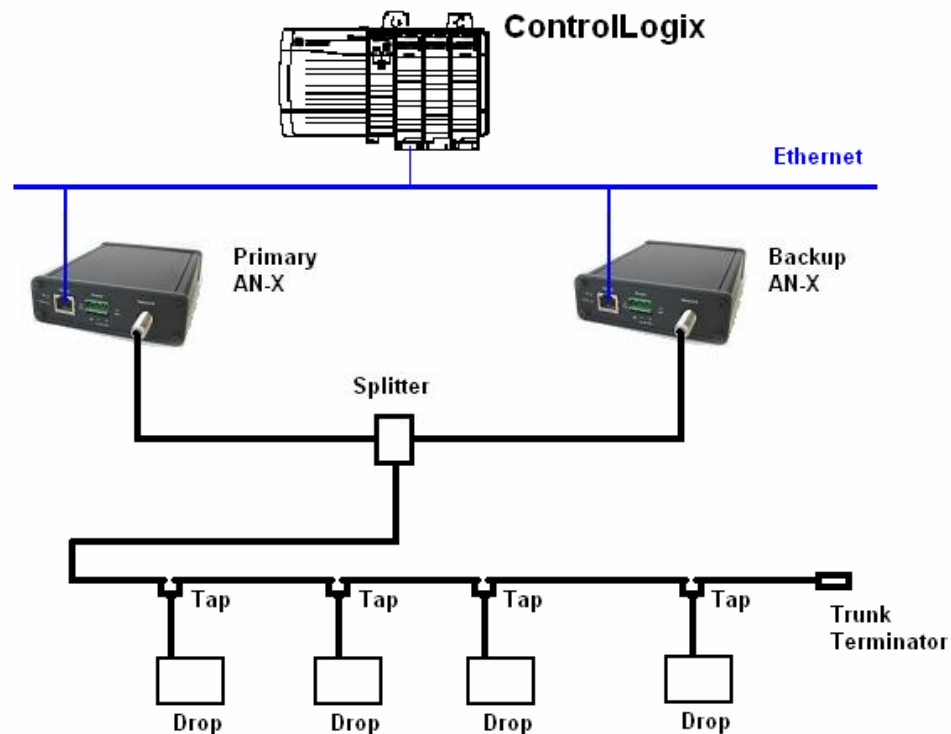 ControlLogix
Ethernet
Primary
AN-X
Backup
AN-X
Splitter
Tap
Tap
Tap
Tap
Trunk
Terminator
Drop
Drop
Drop
Drop